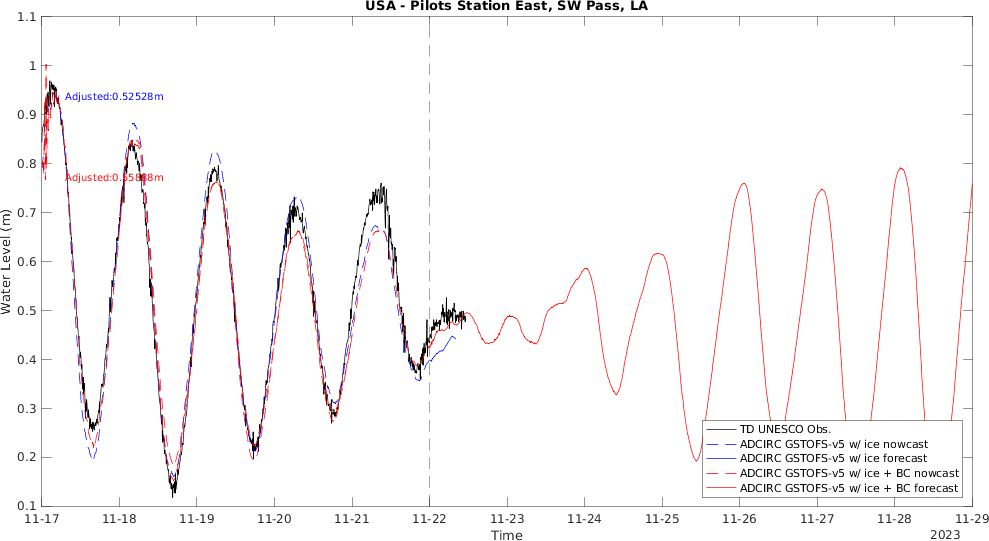 USA - Pilots Station East, SW Pass, LA
1.1
1
0.9
0.8
0.7
0.6
0.5
0.4
0.3
0.2
0.1
Water Level (m)
Adjusted:0.52528m
TD UNESCO Obs.
ADCIRC GSTOFS-v5 w/ ice nowcast
ADCIRC GSTOFS-v5 w/ ice forecast
ADCIRC GSTOFS-v5 w/ ice + BC nowcast
ADCIRC GSTOFS-v5 w/ ice + BC forecast
11-17 11-18 11-19 11-20 11-21 11-22 11-23 11-24 11-25 11-26 11-27 11-28 11-29
Time
2023